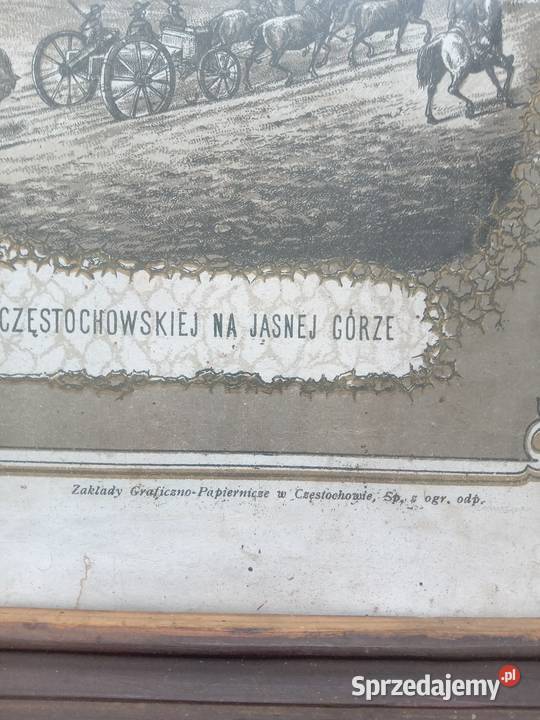 CZĘSTOCHOWSKIEJ NA JASNEJ GÓRZE
Zakłady Graficzno-Papiernicze w Częstochowie, Sp. z ogr. odp.
Sprzedajemy.pl